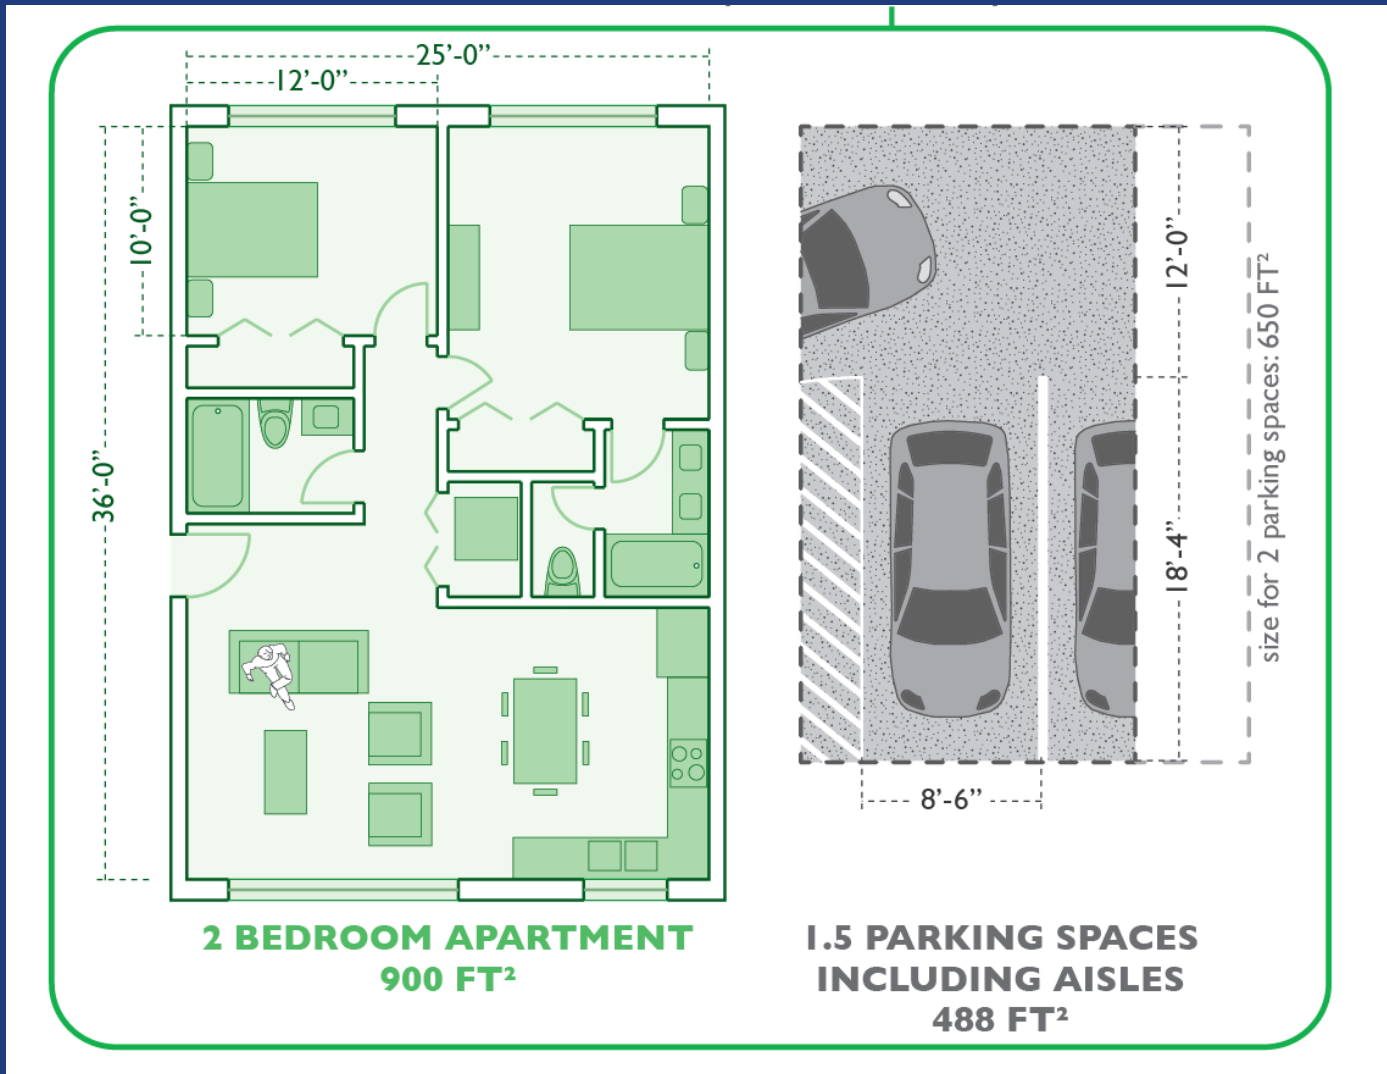 25’-0”
12’-0”
10’-0”
36’-0”
2 BEDROOM APARTMENT
900 FT²
12’-0”
18’-4”
8’-6”
size for 2 parking spaces: 650 FT²
1.5 PARKING SPACES
INCLUDING AISLES
488 FT²